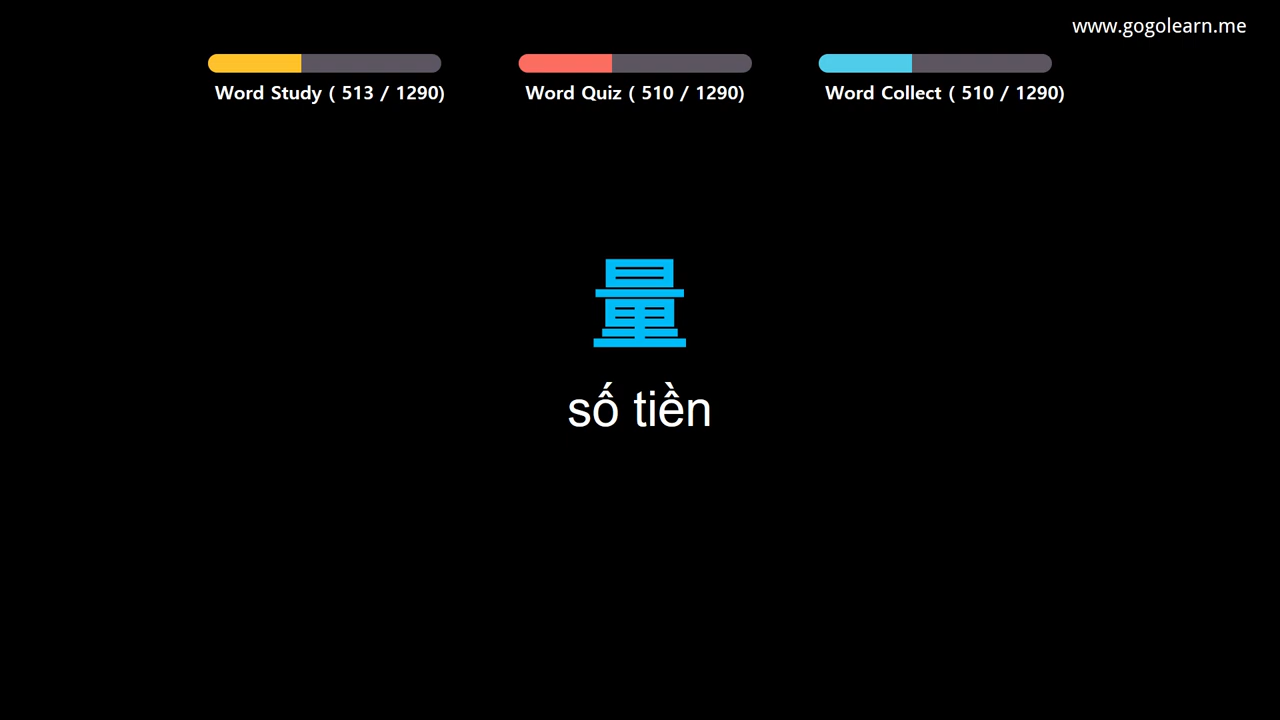 www.gogolearn.me
Word Study ( 513 / 1290)
Word Quiz ( 510 / 1290)
Word Collect ( 510 / 1290)
量
số tiền